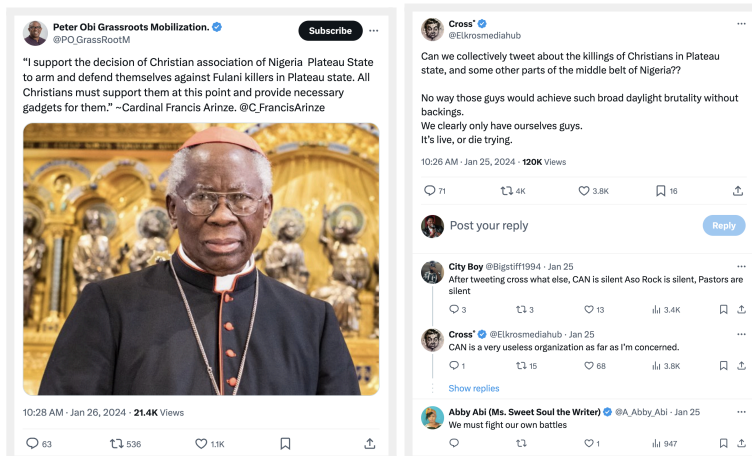 Peter Obi Grassroots Mobilization.
@PO_GrassRootM
Subscribe
“I support the decision of Christian association of Nigeria Plateau State
to arm and defend themselves against Fulani killers in Plateau state. All
Christians must support them at this point and provide necessary
gadgets for them.” ~Cardinal Francis Arinze. @C_FrancisArinze
10:28 AM · Jan 26, 2024 · 21.4K Views
63 536 1.1K
Cross*
@Elkrosmediahub
Can we collectively tweet about the killings of Christians in Plateau
state, and some other parts of the middle belt of Nigeria??
No way those guys would achieve such broad daylight brutality without
backings.
We clearly only have ourselves guys.
It’s live, or die trying.
10:26 AM · Jan 25, 2024 · 120K Views
71 4K 3.8K 16
Post your reply
Reply
City Boy @Bigstiff1994 · Jan 25
After tweeting cross what else, CAN is silent Aso Rock is silent, Pastors are
silent
3 3 13 3.4K
Cross* @Elkrosmediahub · Jan 25
CAN is a very useless organization as far as I’m concerned.
1 15 68 3.8K
Show replies
Abby Abi (Ms. Sweet Soul the Writer) @A_Abby_Abi · Jan 25
We must fight our own battles
1 947